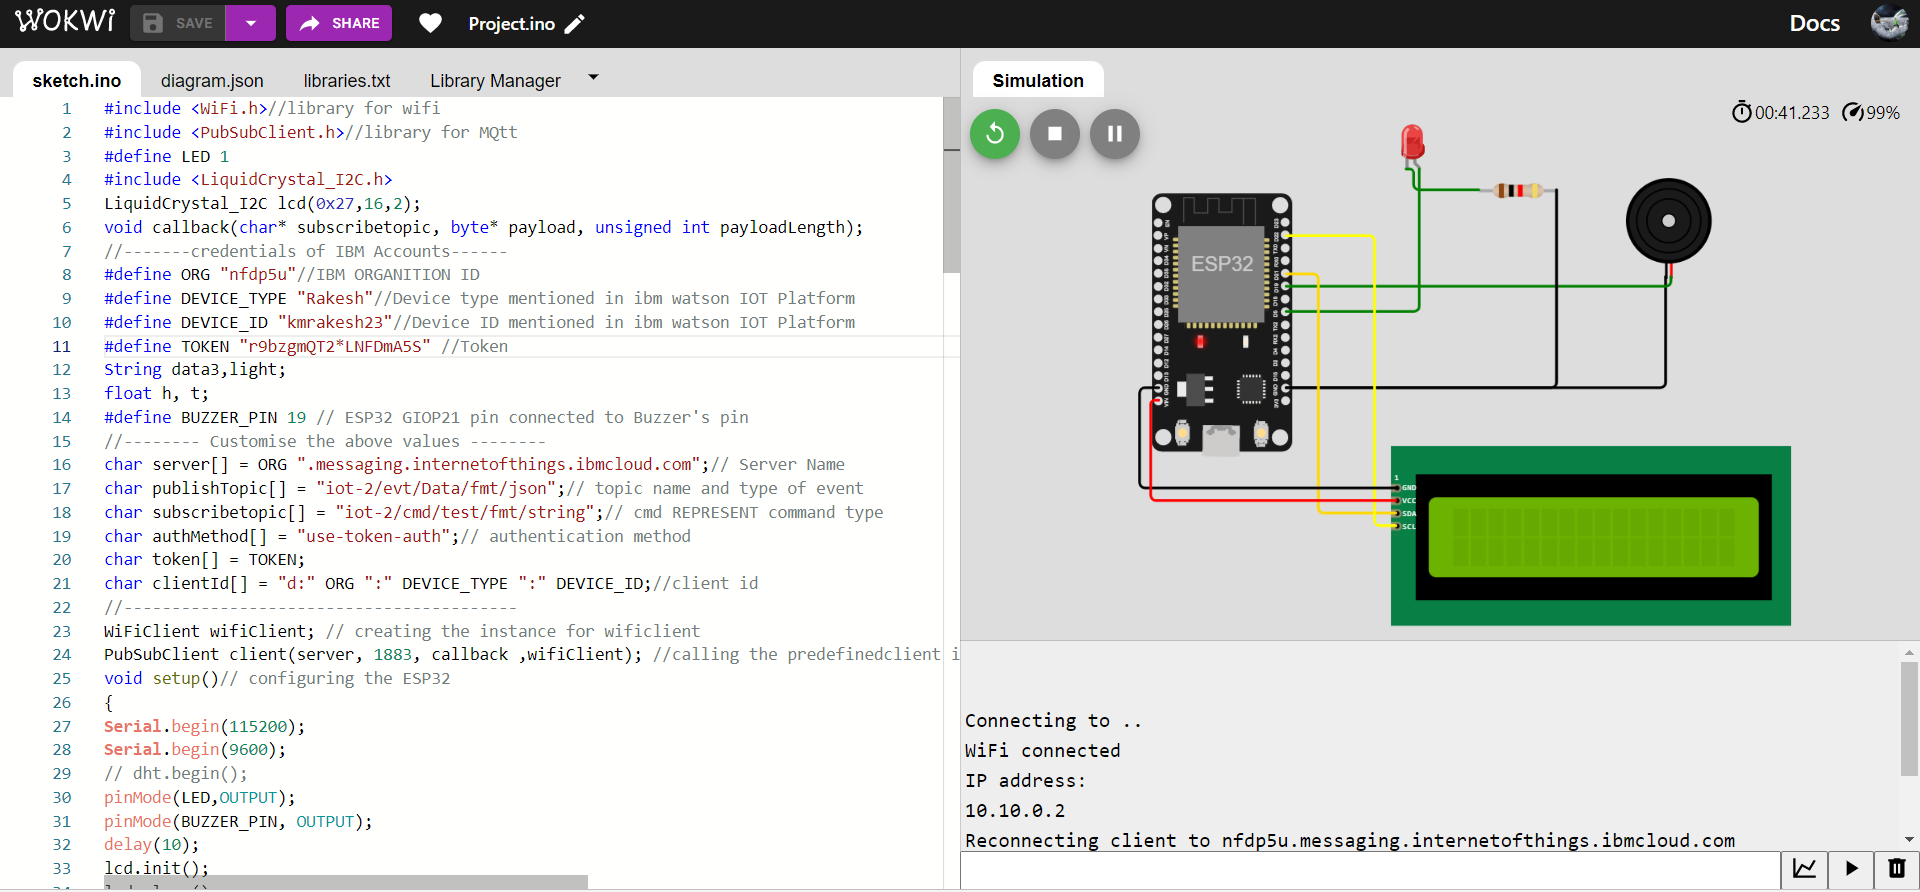 WOKWi
SAVE
SHARE
Project.ino
Docs
sketch.ino
diagram.json
libraries.txt
Library Manager
Simulation
1 #include <WiFi.h>//library for wifi
2 #include <PubSubClient.h>//library for MQtt
3 #define LED 1
4 #include <LiquidCrystal_I2C.h>
5 LiquidCrystal_I2C lcd(0x27,16,2);
6 void callback(char* subscribetopic, byte* payload, unsigned int payloadLength);
7 //-------credentials of IBM Accounts------
8 #define ORG "nfdp5u"//IBM ORGANITION ID
9 #define DEVICE_TYPE "Rakesh"//Device type mentioned in ibm watson IOT Platform
10 #define DEVICE_ID "kmrakesh23"//Device ID mentioned in ibm watson IOT Platform
11 #define TOKEN "r9bzgmQT2*LNFDmA5S" //Token
12 String data3,light;
13 float h, t;
14 #define BUZZER_PIN 19 // ESP32 GIOP21 pin connected to Buzzer's pin
15 //-------- Customise the above values --------
16 char server[] = ORG ".messaging.internetofthings.ibmcloud.com";// Server Name
17 char publishTopic[] = "iot-2/evt/Data/fmt/json";// topic name and type of event
18 char subscribetopic[] = "iot-2/cmd/test/fmt/string";// cmd REPRESENT command type
19 char authMethod[] = "use-token-auth";// authentication method
20 char token[] = TOKEN;
21 char clientId[] = "d:" ORG ":" DEVICE_TYPE ":" DEVICE_ID;//client id
22 //-----------------------------------------
23 WiFiClient wifiClient; // creating the instance for wificlient
24 PubSubClient client(server, 1883, callback ,wifiClient); //calling the predefinedclient i
25 void setup()// configuring the ESP32
26 {
27 Serial.begin(115200);
28 Serial.begin(9600);
29 // dht.begin();
30 pinMode(LED,OUTPUT);
31 pinMode(BUZZER_PIN, OUTPUT);
32 delay(10);
33 lcd.init();
00:41.233
99%
ESP32
1
GND
VCC
SDA
SCL
Connecting to ..
WiFi connected
IP address:
10.10.0.2
Reconnecting client to nfdp5u.messaging.internetofthings.ibmcloud.com